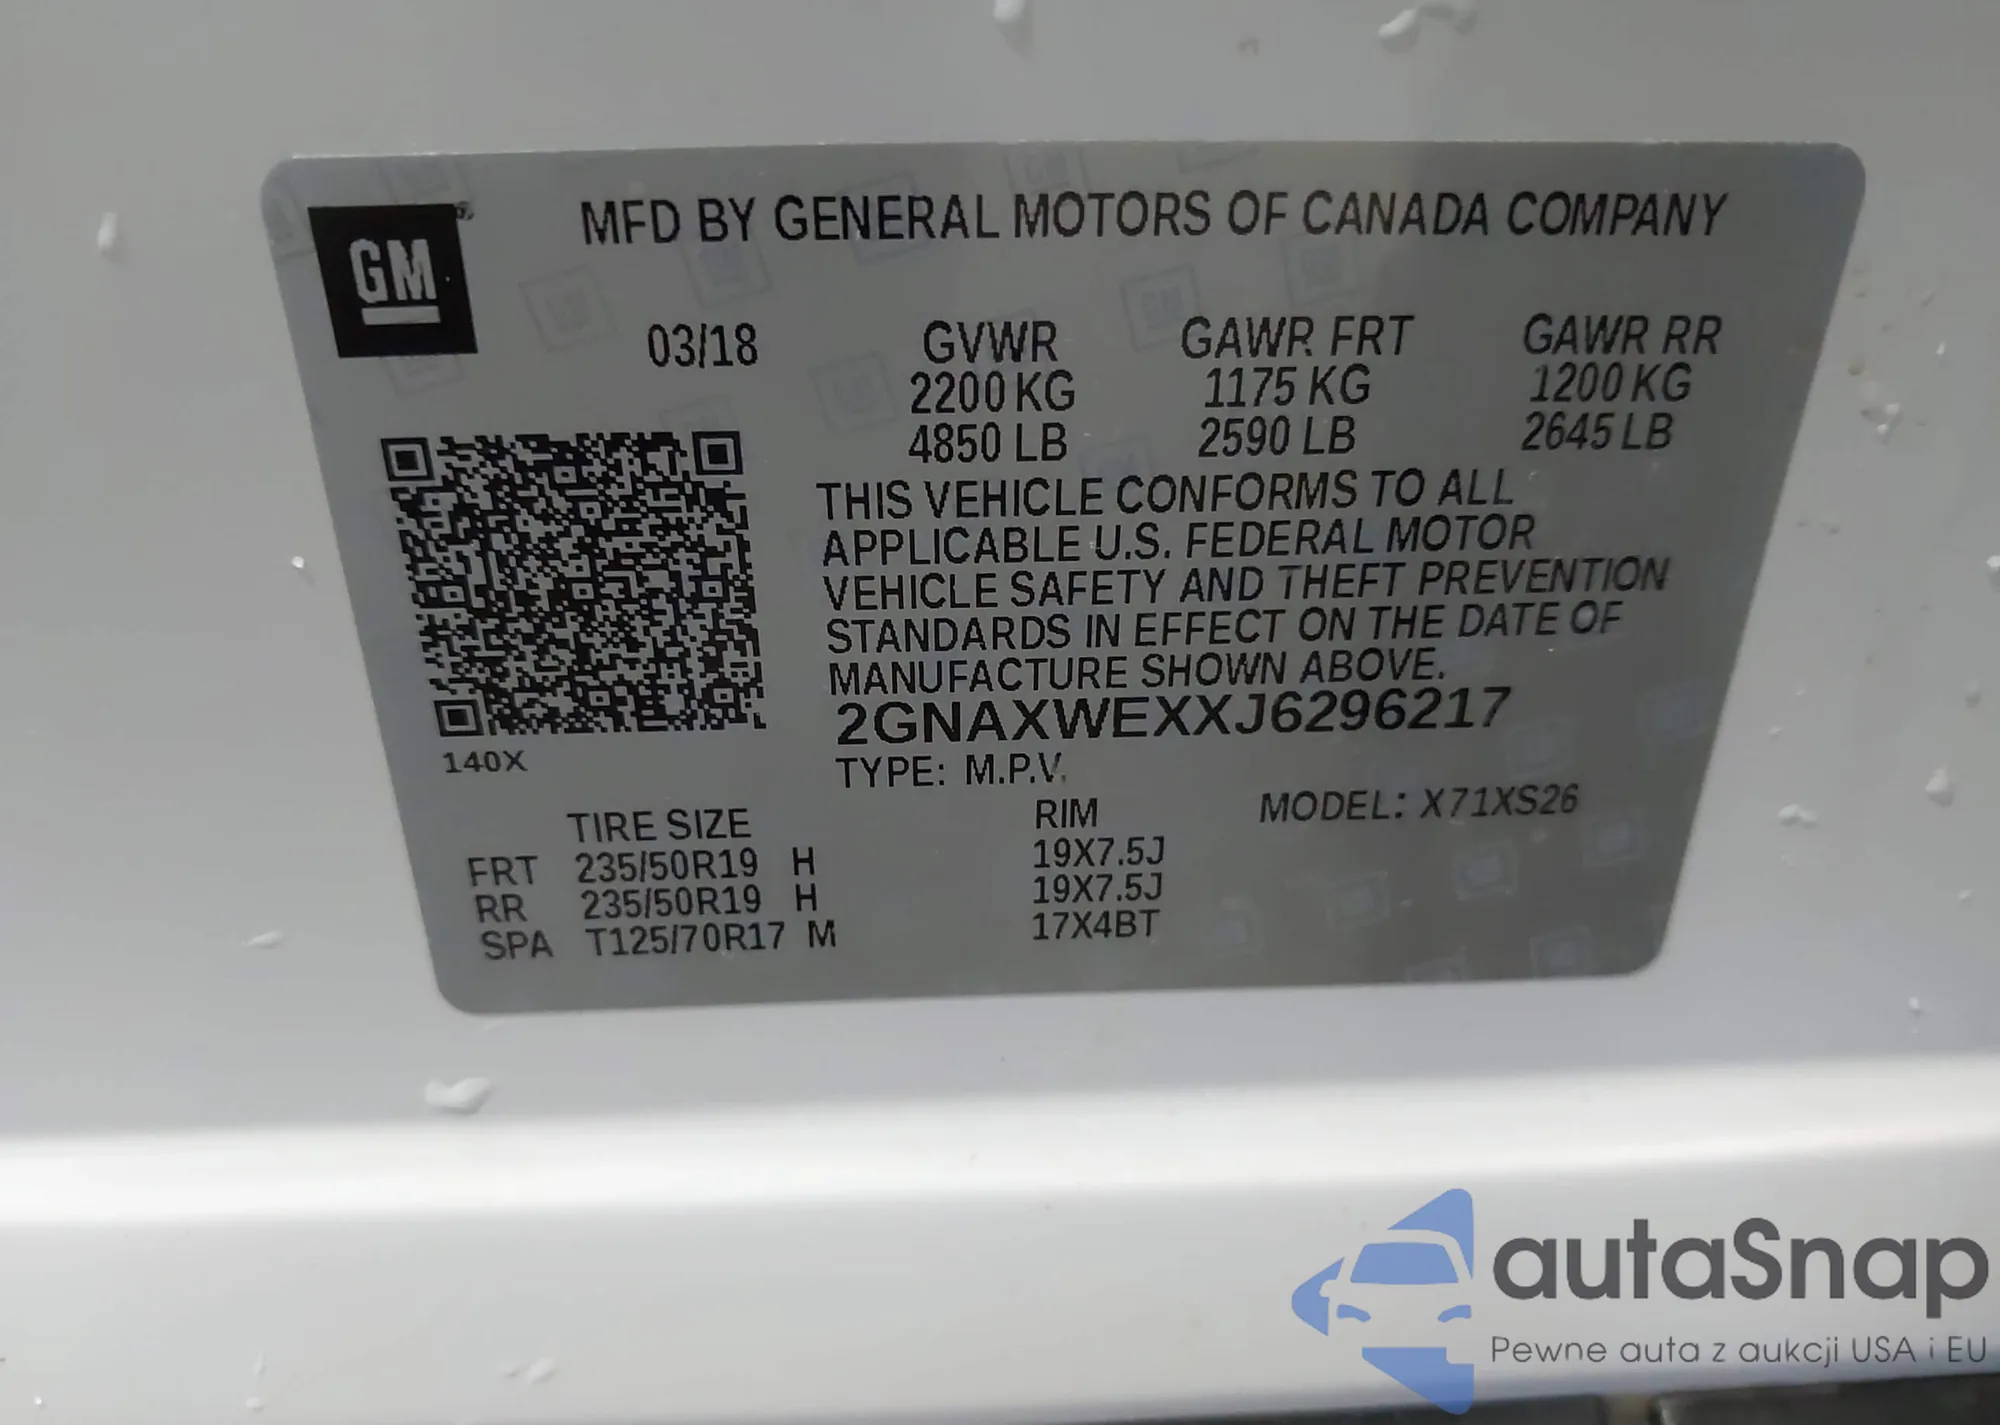 GM
MFD BY GENERAL MOTORS OF CANADA COMPANY
03/18 GVWR GAWR FRT GAWR RR
2200 KG 1175 KG 1200 KG
4850 LB 2590 LB 2645 LB
THIS VEHICLE CONFORMS TO ALL
APPLICABLE U.S. FEDERAL MOTOR
VEHICLE SAFETY AND THEFT PREVENTION
STANDARDS IN EFFECT ON THE DATE OF
MANUFACTURE SHOWN ABOVE.
2GNAXWEXXJ6296217
140X
TYPE: M.P.V.
TIRE SIZE RIM MODEL: X71XS26
FRT 235/50R19 H 19X7.5J
RR 235/50R19 H 19X7.5J
SPA T125/70R17 M 17X4BT
autaSnap
Pewne auta z aukcji USA i EU